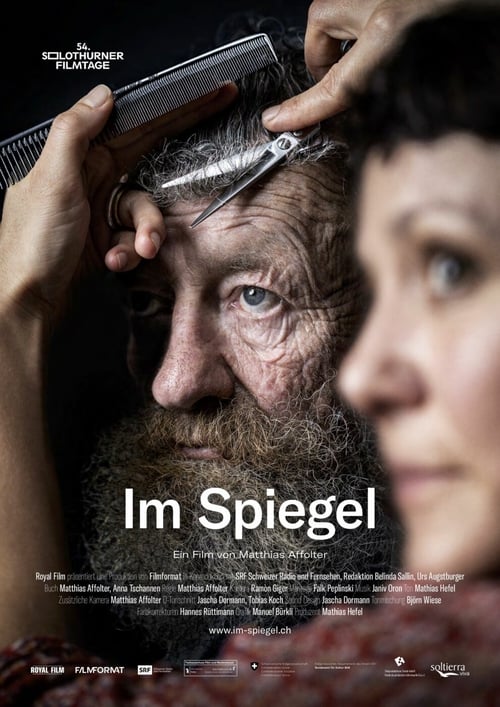 54.
SOLOTHURNER
FILMTAGE
Im Spiegel
Ein Film von Matthias Affolter
Royal Film präsentiert eine Produktion von Filmformat in Koproduktion mit SRF Schweizer Radio und Fernsehen, Redaktion Belinda Sallin, Urs Augstburger
Buch Matthias Affolter, Anna Tschannen Regie Matthias Affolter Kamera Ramòn Giger Montage Falk Peplinski Musik Janiv Oron Ton Mathis Hefel
Zusätzliche Kamera Matthias Affolter Tonschnitt Jascha Dormann, Tobias Koch Sound Design Jascha Dormann Tonmischung Björn Wiese
Farbkorrekturen Hannes Rüttimann Grafik Manuel Bürkli Produzent Mathias Hefel
www.im-spiegel.ch
ROYAL FILM
FILMFORMAT
SRF
soltierra